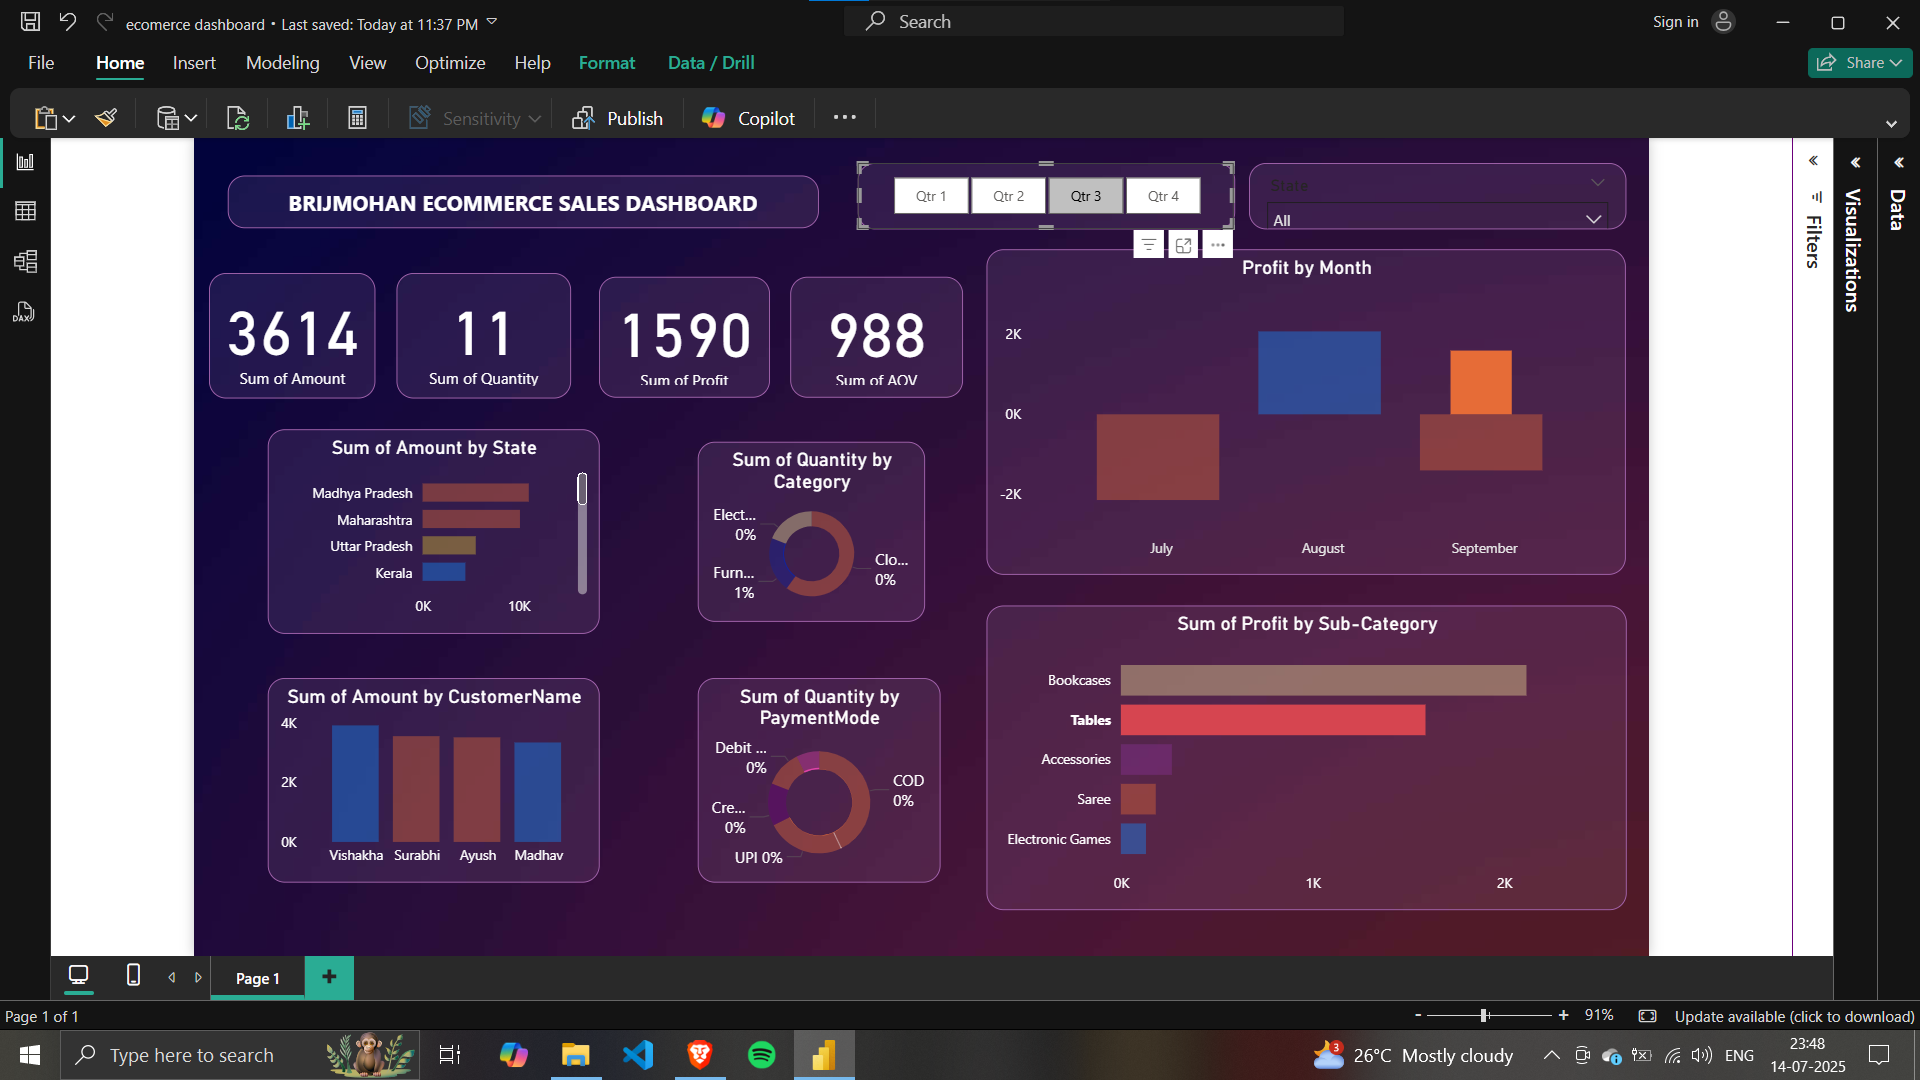 ecomerce dashboard • Last saved: Today at 11:37 PM
Search
Sign in
File
Home
Insert
Modeling
View
Optimize
Help
Format
Data / Drill
Share
Sensitivity
Publish
Copilot
BRIJMOHAN ECOMMERCE SALES DASHBOARD
Qtr 1
Qtr 2
Qtr 3
Qtr 4
State
All
Filters
Visualizations
Data
3614
Sum of Amount
11
Sum of Quantity
1590
Sum of Profit
988
Sum of AOV
Profit by Month
2K
0K
-2K
July
August
September
Sum of Amount by State
Madhya Pradesh
Maharashtra
Uttar Pradesh
Kerala
0K
10K
Sum of Quantity by
Category
Elect...
0%
Furn...
1%
Clo...
0%
Sum of Profit by Sub-Category
Bookcases
Tables
Accessories
Saree
Electronic Games
0K
1K
2K
Sum of Amount by CustomerName
4K
2K
0K
Vishakha
Surabhi
Ayush
Madhav
Sum of Quantity by
PaymentMode
Debit ...
0%
Cre...
0%
UPI 0%
COD
0%
Page 1
Page 1 of 1
91%
Update available (click to download)
Type here to search
3
26°C Mostly cloudy
ENG
23:48
14-07-2025
DAX